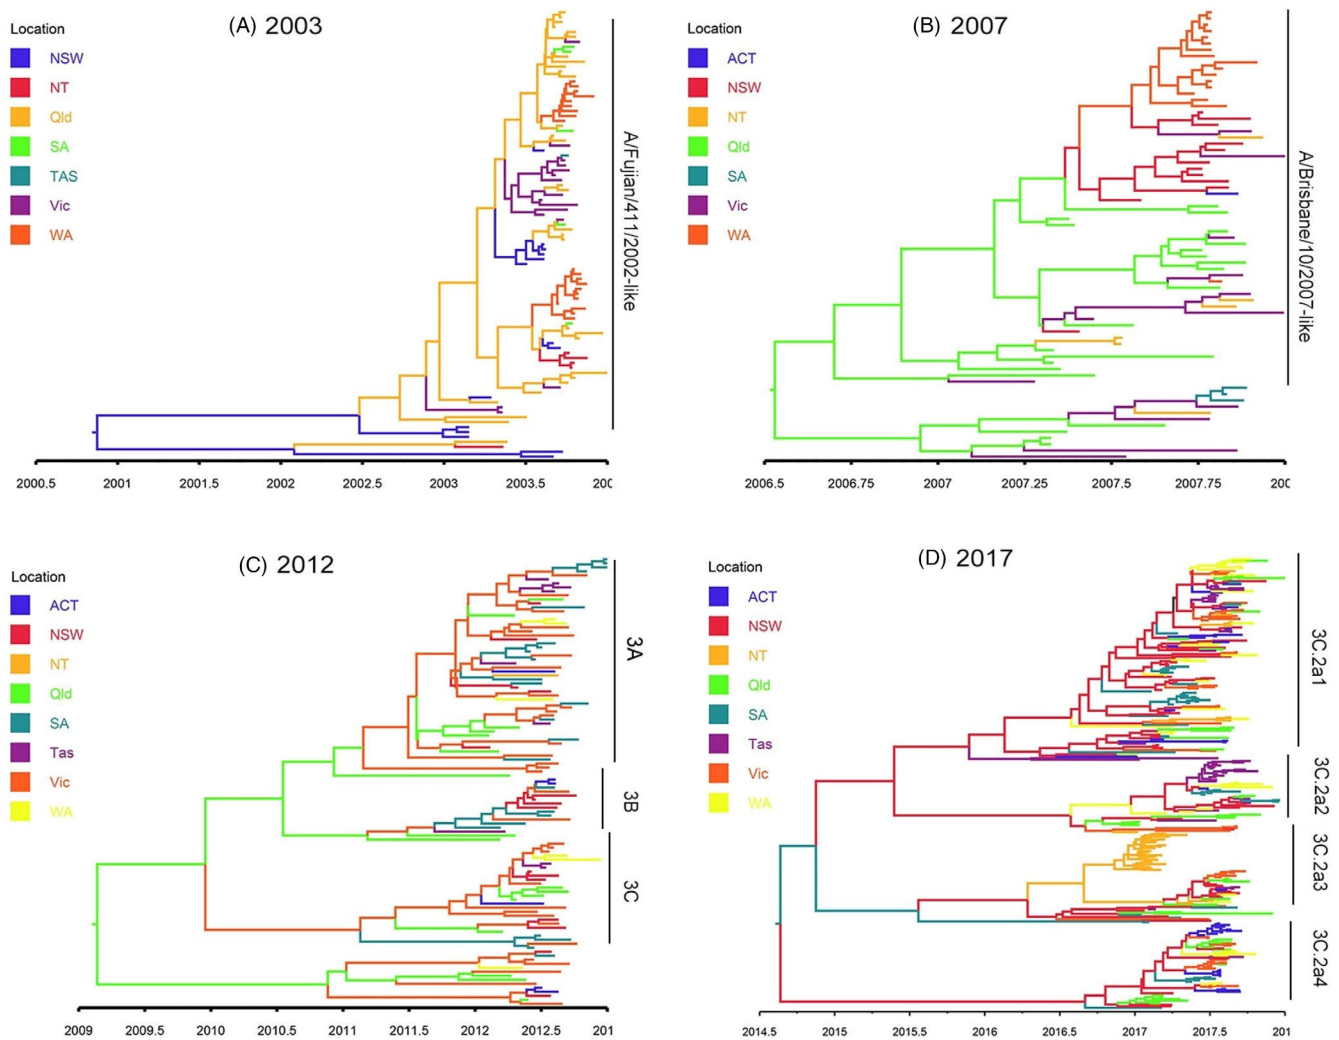 (A) 2003
Location
NSW
NT
Qld
SA
TAS
Vic
WA
A/Fujian/411/2002-like
2000.5 2001 2001.5 2002 2002.5 2003 2003.5 200
(B) 2007
Location
ACT
NSW
NT
Qld
SA
Vic
WA
A/Brisbane/10/2007-like
2006.5 2006.75 2007 2007.25 2007.5 2007.75 200
(C) 2012
Location
ACT
NSW
NT
Qld
SA
Tas
Vic
WA
3A
3B
3C
2009 2009.5 2010 2010.5 2011 2011.5 2012 2012.5 201
(D) 2017
Location
ACT
NSW
NT
Qld
SA
Tas
Vic
WA
3C.2a1
3C.2a2
3C.2a3
3C.2a4
2014.5 2015 2015.5 2016 2016.5 2017 2017.5 201